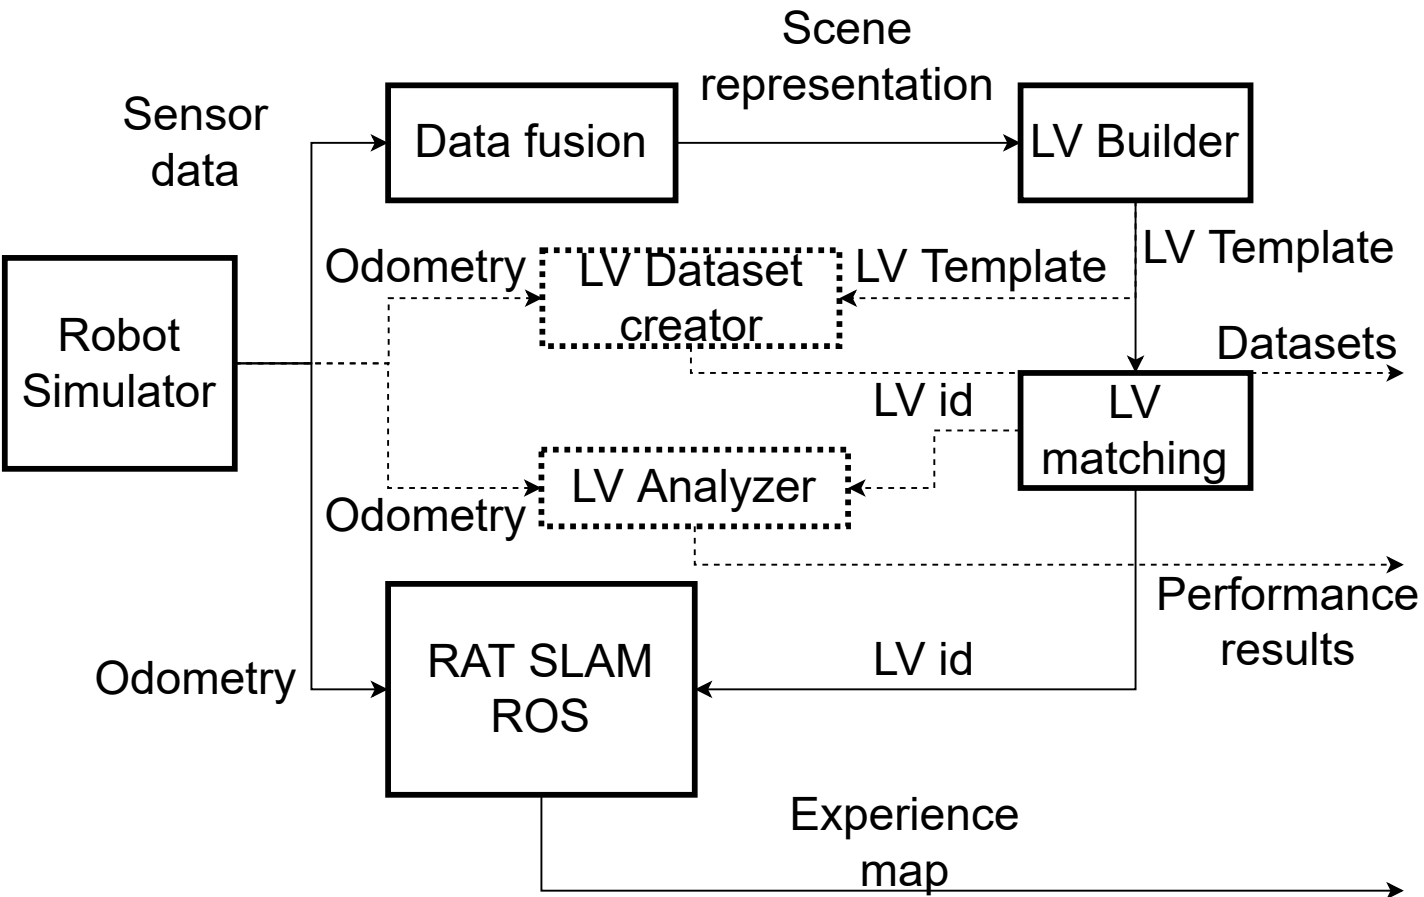 Scene
representation
Sensor
data
Data fusion
LV Builder
Odometry
LV Dataset
creator
LV Template
LV Template
Robot
Simulator
Datasets
LV id
LV
matching
LV Analyzer
Odometry
Performance
results
Odometry
RAT SLAM
ROS
LV id
Experience
map